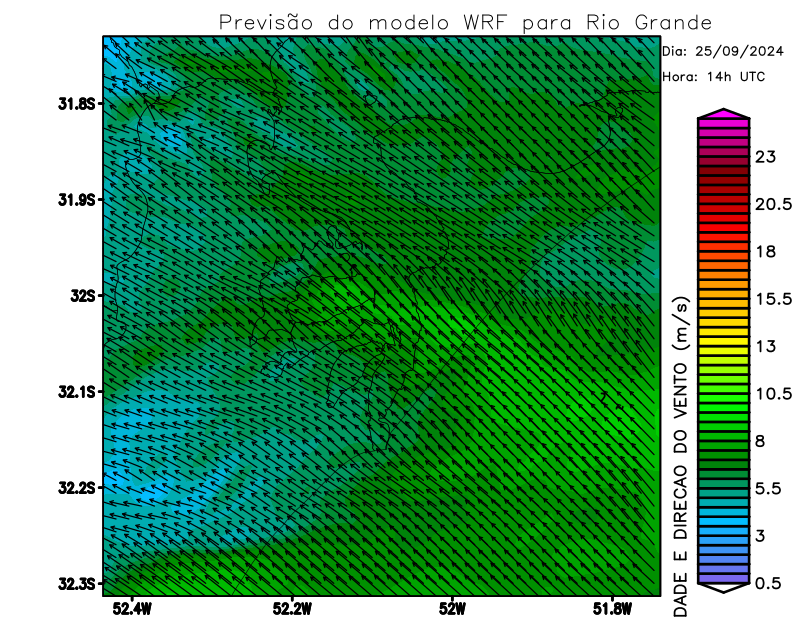 Previsão do modelo WRF para Rio Grande
Dia: 25/09/2024
Hora: 14h UTC
31.8S
31.9S
32S
32.1S
32.2S
32.3S
52.4W
52.2W
52W
51.8W
23
20.5
18
15.5
13
10.5
8
5.5
3
0.5
DADE E DIRECAO DO VENTO (m/s)